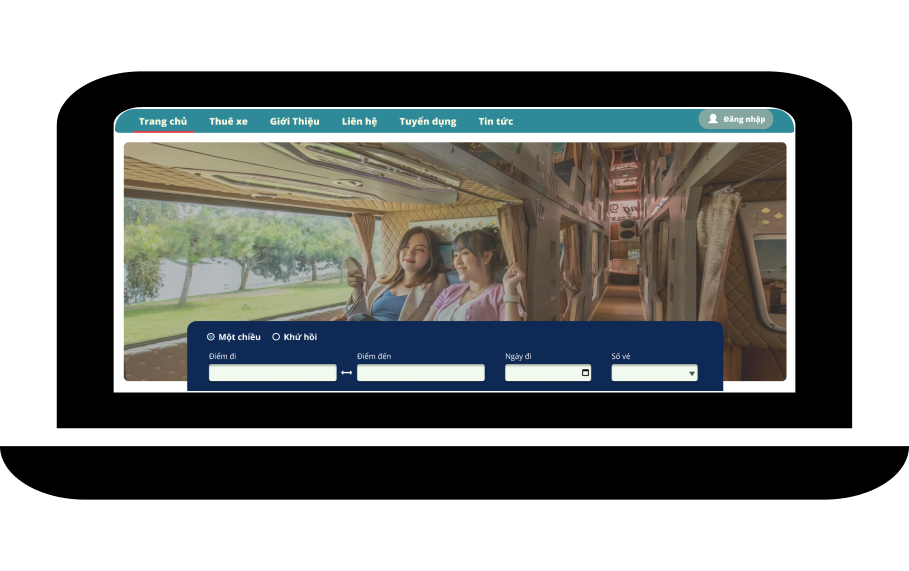 Trang chủ Thuê xe Giới Thiệu Liên hệ Tuyển dụng Tin tức Đăng nhập
Một chiều Khứ hồi
Điểm đi Điểm đến Ngày đi Số vé